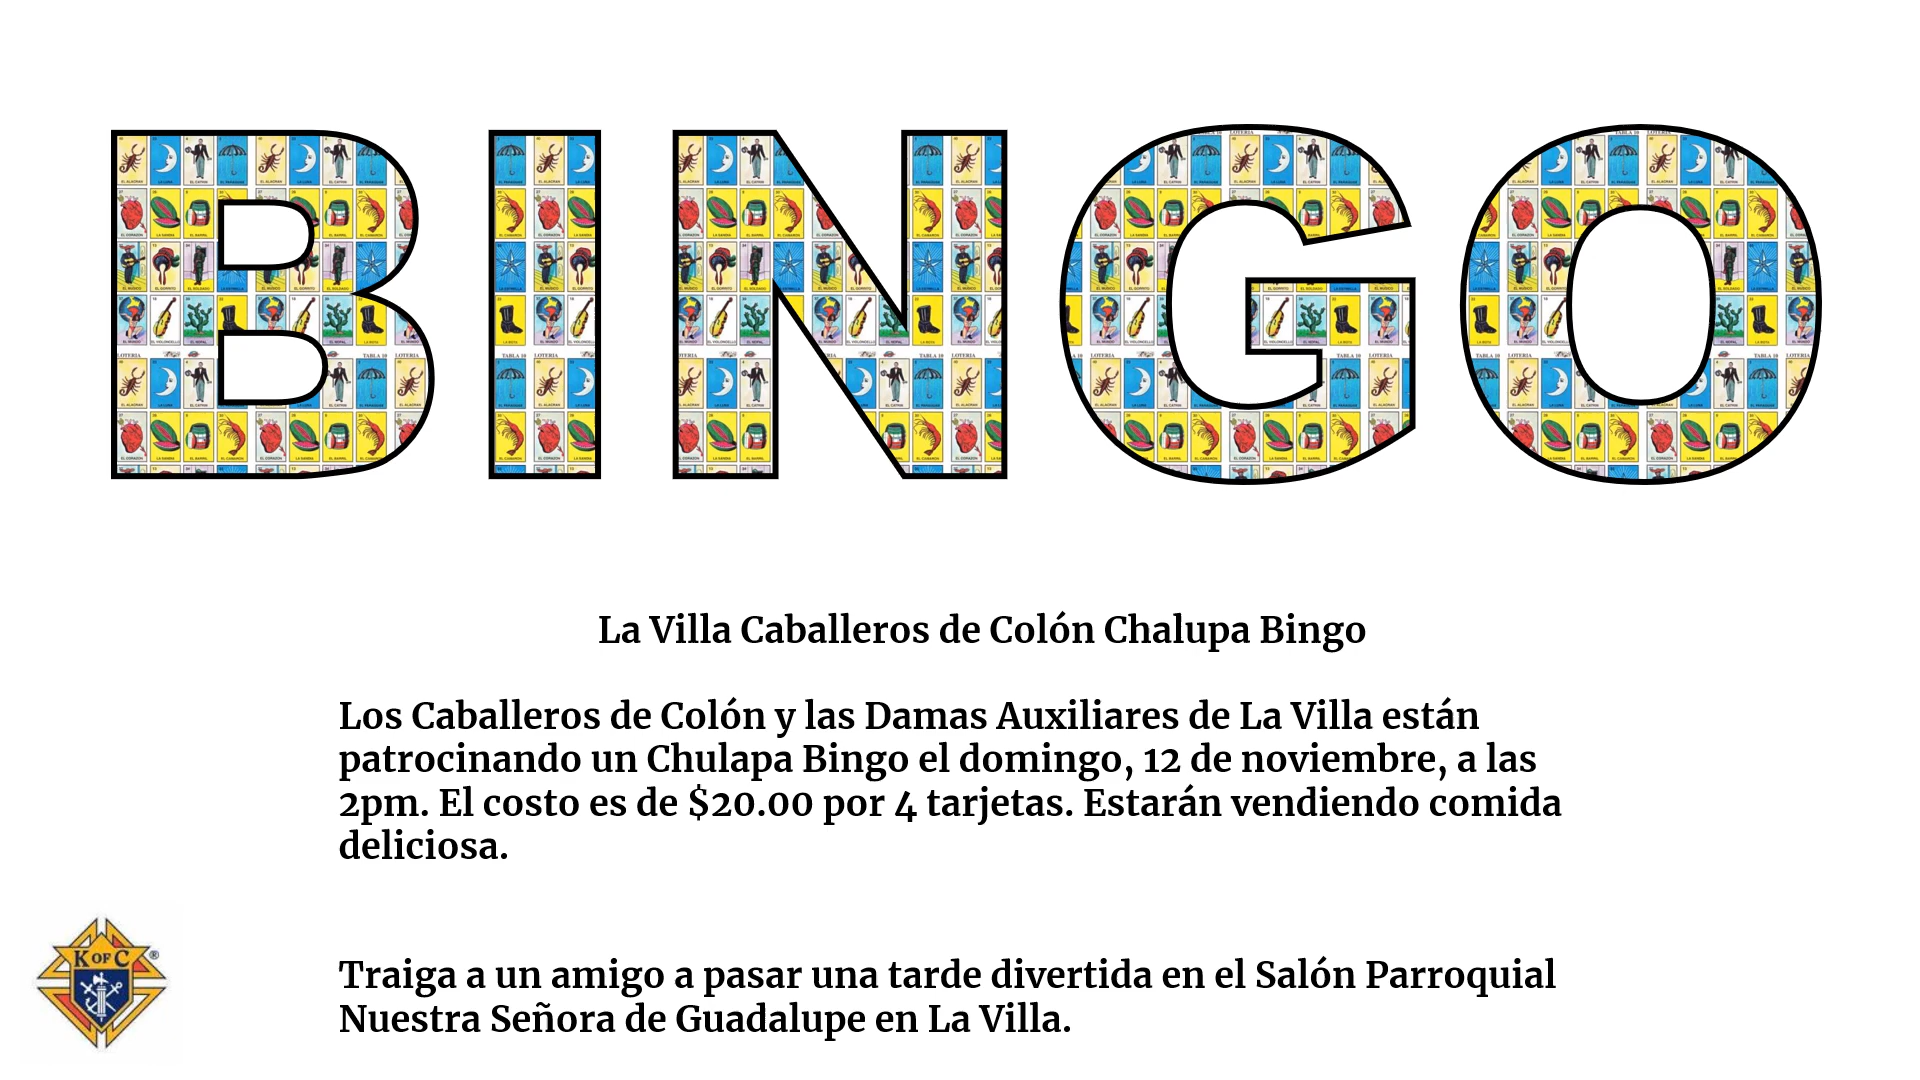 BINGO
La Villa Caballeros de Colón Chalupa Bingo
Los Caballeros de Colón y las Damas Auxiliares de La Villa están
patrocinando un Chulapa Bingo el domingo, 12 de noviembre, a las
2pm. El costo es de $20.00 por 4 tarjetas. Estarán vendiendo comida
deliciosa.
K OF C ®
Traiga a un amigo a pasar una tarde divertida en el Salón Parroquial
Nuestra Señora de Guadalupe en La Villa.